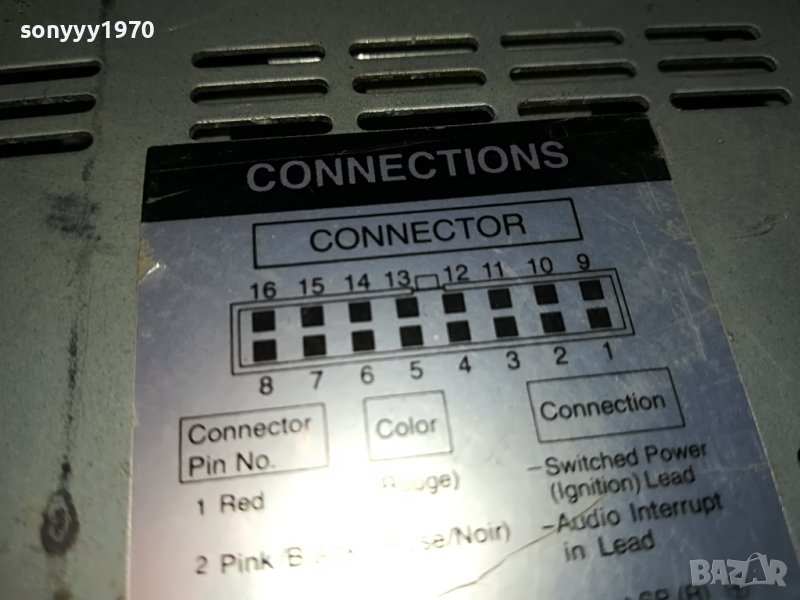 sonyyy1970
CONNECTIONS
CONNECTOR
16 15 14 13 12 11 10 9
8 7 6 5 4 3 2 1
Connector Pin No. Color Connection
1 Red –Switched Power
(Ignition) Lead
2 Pink –Audio Interrupt
in Lead
BAZAR